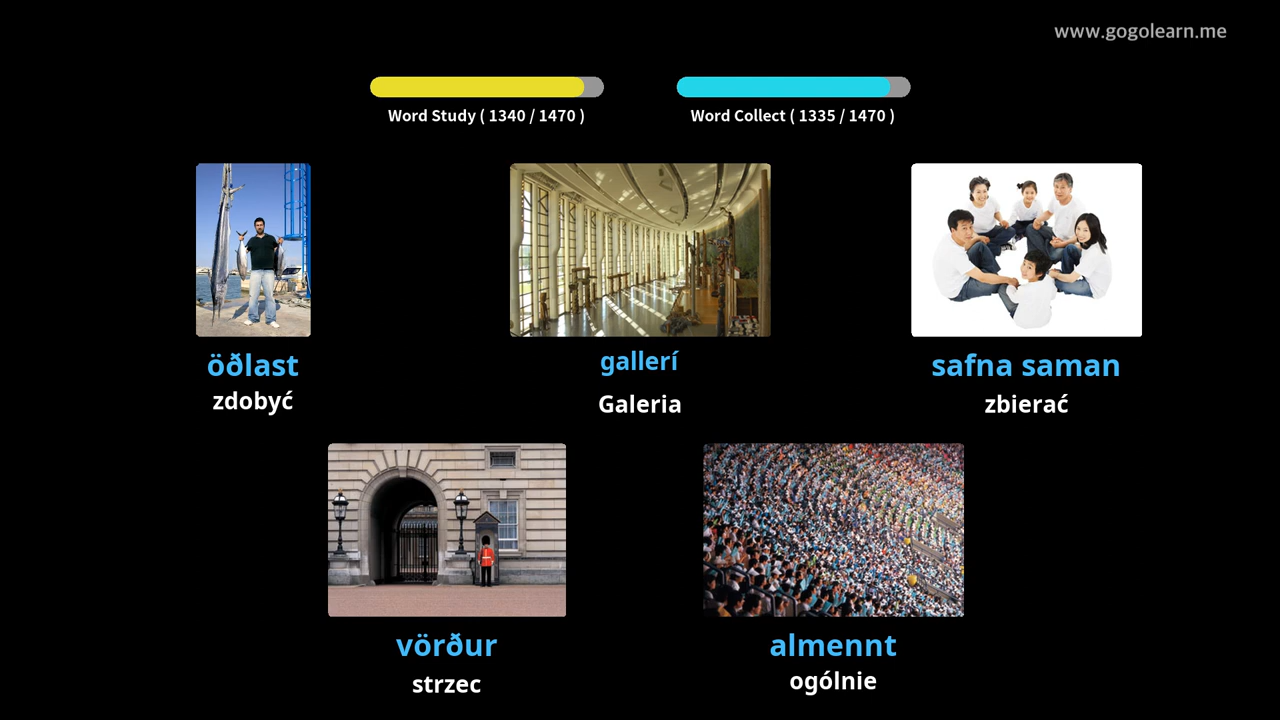 www.gogolearn.me
Word Study ( 1340 / 1470 )
Word Collect ( 1335 / 1470 )
öðlast
zdobyć
gallerí
Galeria
safna saman
zbierać
vörður
strzec
almennt
ogólnie